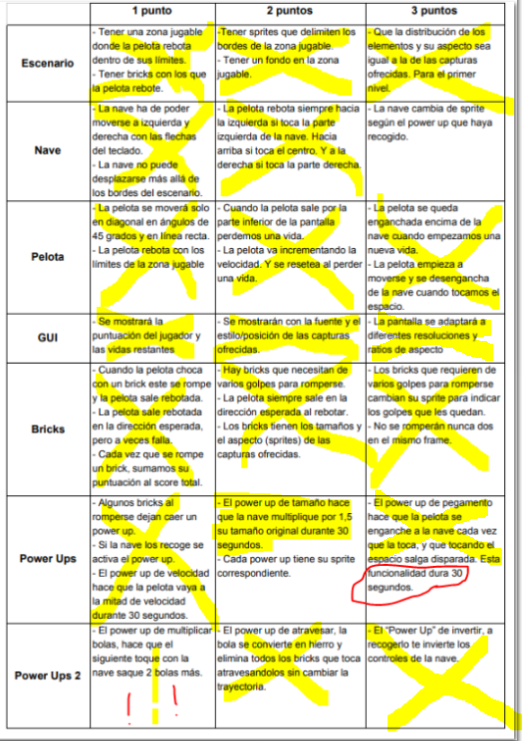 1 punto
2 puntos
3 puntos
Escenario
- Tener una zona jugable
donde la pelota rebota
dentro de sus límites.
- Tener bricks con los que
la pelota rebote.
-Tener sprites que delimiten los
bordes de la zona jugable.
- Tener un fondo en la zona
jugable.
- Que la distribución de los
elementos y su aspecto sea
igual a la de las capturas
ofrecidas. Para el primer
nivel.
Nave
- La nave ha de poder
moverse a izquierda y
derecha con las flechas
del teclado.
- La nave no puede
desplazarse más allá de
los bordes del escenario.
- La pelota rebota siempre hacia
la izquierda si toca la parte
izquierda de la nave. Hacia
arriba si toca el centro. Y a la
derecha si toca la parte derecha.
- La nave cambia de sprite
según el power up que haya
recogido.
Pelota
- La pelota se moverá solo
en diagonal en ángulos de
45 grados y en línea recta.
- La pelota rebota con los
límites de la zona jugable
- Cuando la pelota sale por la
parte inferior de la pantalla
perdemos una vida.
- La pelota va incrementando la
velocidad. Y se resetea al perder
una vida.
- La pelota se queda
enganchada encima de la
nave cuando empezamos una
nueva vida.
- La pelota empieza a
moverse y se desengancha
de la nave cuando tocamos el
espacio.
GUI
- Se mostrará la
puntuación del jugador y
las vidas restantes
- Se mostrarán con la fuente y el
estilo/posición de las capturas
ofrecidas.
- La pantalla se adaptará a
diferentes resoluciones y
ratios de aspecto
Bricks
- Cuando la pelota choca
con un brick este se rompe
y la pelota sale rebotada.
- La pelota sale rebotada
en la dirección esperada,
pero a veces falla.
- Cada vez que se rompe
un brick, sumamos su
puntuación al score total.
- Hay bricks que necesitan de
varios golpes para romperse.
- La pelota siempre sale en la
dirección esperada al rebotar.
- Los bricks tienen los tamaños y
el aspecto (sprites) de las
capturas ofrecidas.
- Los bricks que requieren de
varios golpes para romperse
cambian su sprite para indicar
los golpes que les quedan.
- No se romperán nunca dos
en el mismo frame.
Power Ups
- Algunos bricks al
romperse dejan caer un
power up.
- Si la nave los recoge se
activa el power up.
- El power up de velocidad
hace que la pelota vaya a
la mitad de velocidad
durante 30 segundos.
- El power up de tamaño hace
que la nave multiplique por 1,5
su tamaño original durante 30
segundos.
- Cada power up tiene su sprite
correspondiente.
- El power up de pegamento
hace que la pelota se
enganche a la nave cada vez
que la toca, y que tocando el
espacio salga disparada. Esta
funcionalidad dura 30
segundos.
Power Ups 2
- El power up de multiplicar
bolas, hace que el
siguiente toque con la
nave saque 2 bolas más.
! !
- El power up de atravesar, la
bola se convierte en hierro y
elimina todos los bricks que toca
atravesandolos sin cambiar la
trayectoria.
- El "Power Up" de invertir, a
recogerlo te invierte los
controles de la nave.